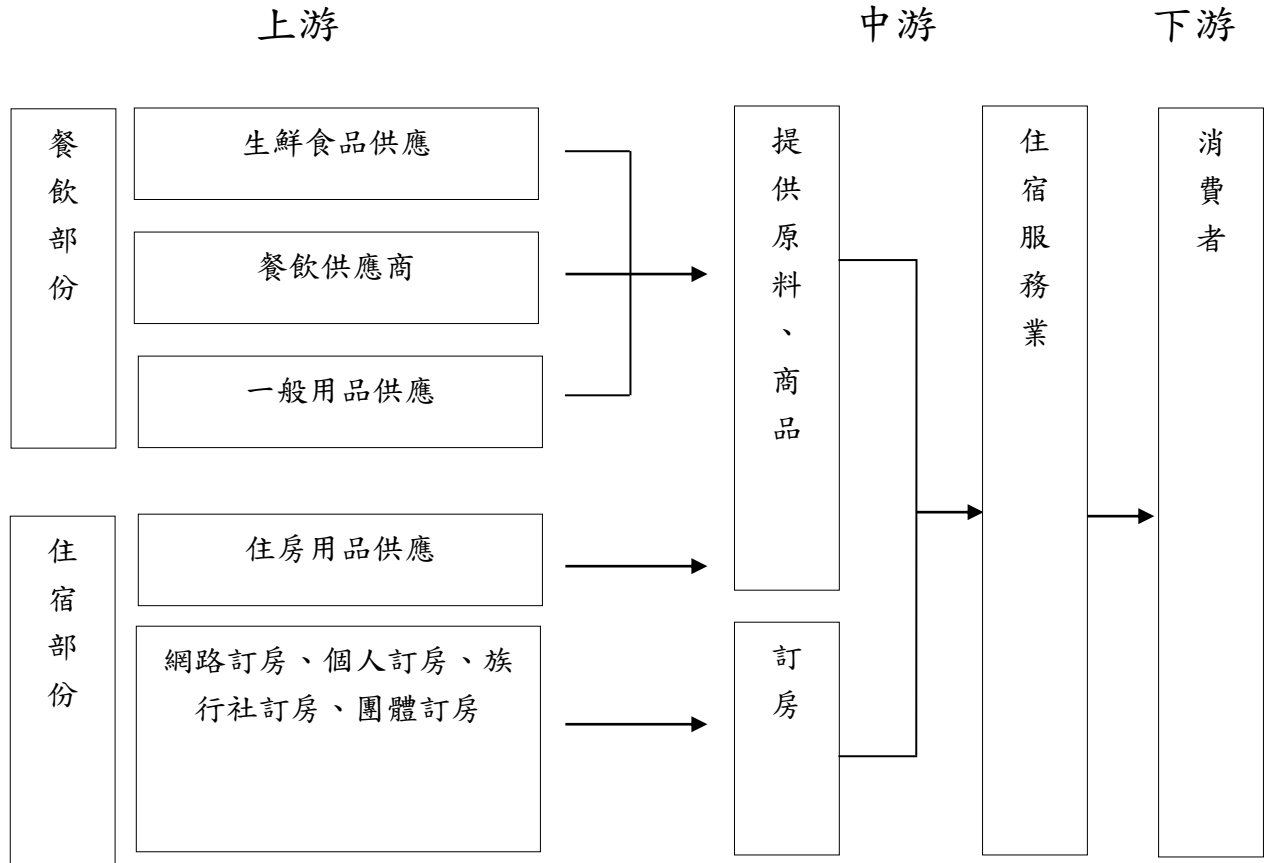 上游
中游
下游
餐飲部份
生鮮食品供應
餐飲供應商
一般用品供應
住宿部份
住房用品供應
網路訂房、個人訂房、族
行社訂房、團體訂房
提供原料、商品
訂房
住宿服務業
消費者